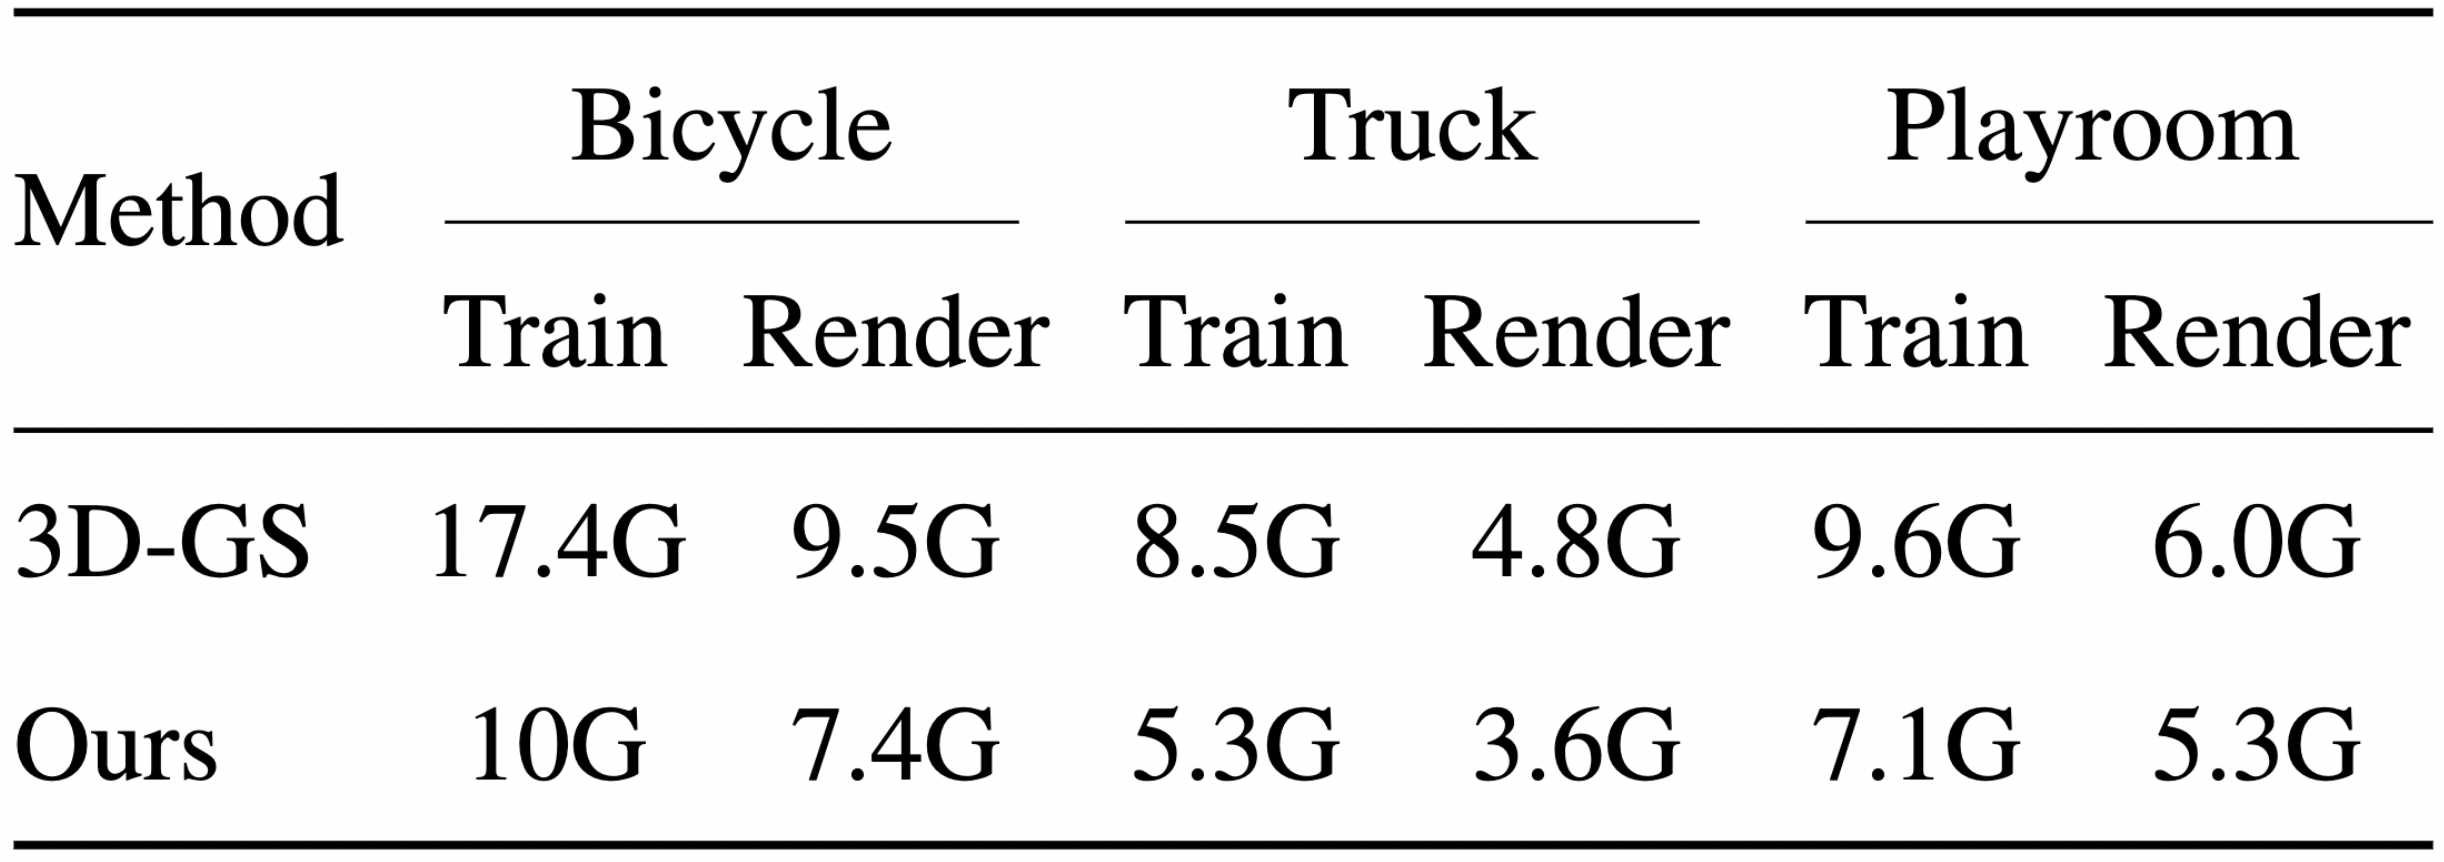 Bicycle Truck Playroom
Method
Train Render Train Render Train Render
3D-GS 17.4G 9.5G 8.5G 4.8G 9.6G 6.0G
Ours 10G 7.4G 5.3G 3.6G 7.1G 5.3G